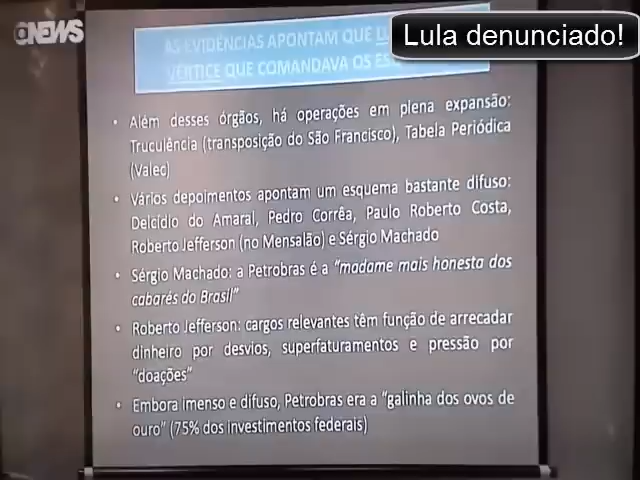 GNEWS
Lula denunciado!
AS EVIDÊNCIAS APONTAM QUE
VÉRTICE QUE COMANDAVA OS
• Além desses órgãos, há operações em plena expansão:
Truculência (transposição do São Francisco), Tabela Periódica
(Valec)
• Vários depoimentos apontam um esquema bastante difuso:
Delcídio do Amaral, Pedro Corrêa, Paulo Roberto Costa,
Roberto Jefferson (no Mensalão) e Sérgio Machado
• Sérgio Machado: a Petrobras é a "madame mais honesta dos
cabarés do Brasil"
• Roberto Jefferson: cargos relevantes têm função de arrecadar
dinheiro por desvios, superfaturamentos e pressão por
"doações"
• Embora imenso e difuso, Petrobras era a "galinha dos ovos de
ouro" (75% dos investimentos federais)